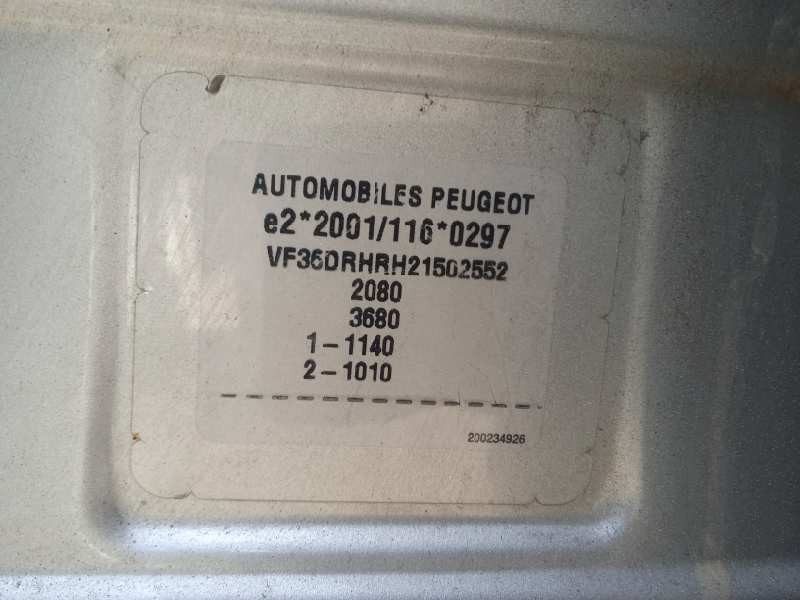 AUTOMOBILES PEUGEOT
e2*2001/116*0297
VF36DRHRH21502552
2080
3680
1-1140
2-1010
200234926